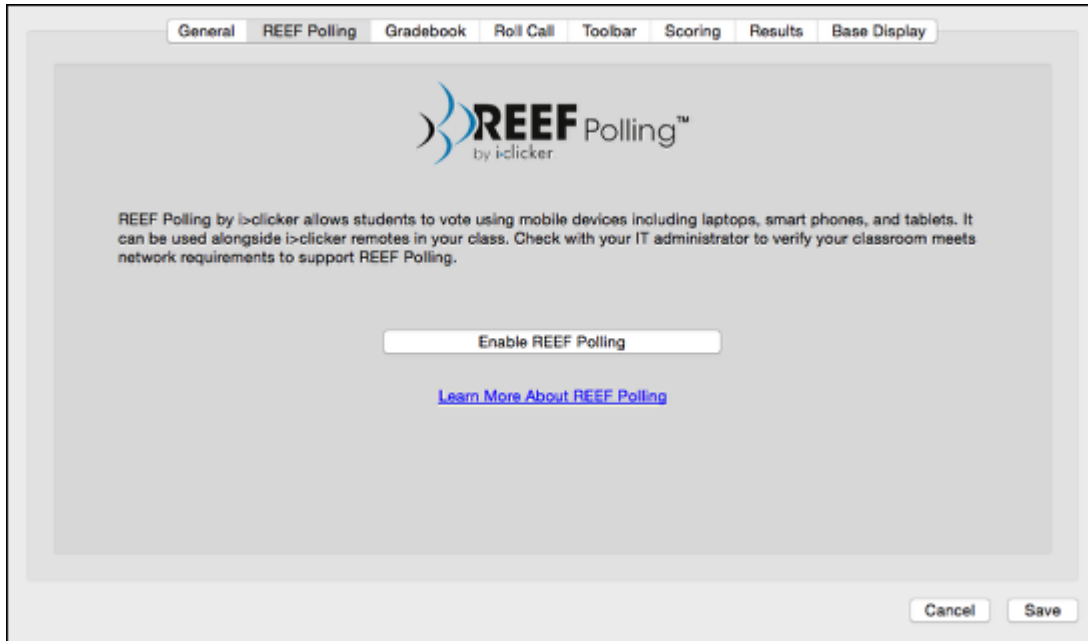 General REEF Polling Gradebook Roll Call Toolbar Scoring Results Base Display
REEF Polling™
by i>clicker
REEF Polling by i>clicker allows students to vote using mobile devices including laptops, smart phones, and tablets. It
can be used alongside i>clicker remotes in your class. Check with your IT administrator to verify your classroom meets
network requirements to support REEF Polling.
Enable REEF Polling
Learn More About REEF Polling
Cancel Save